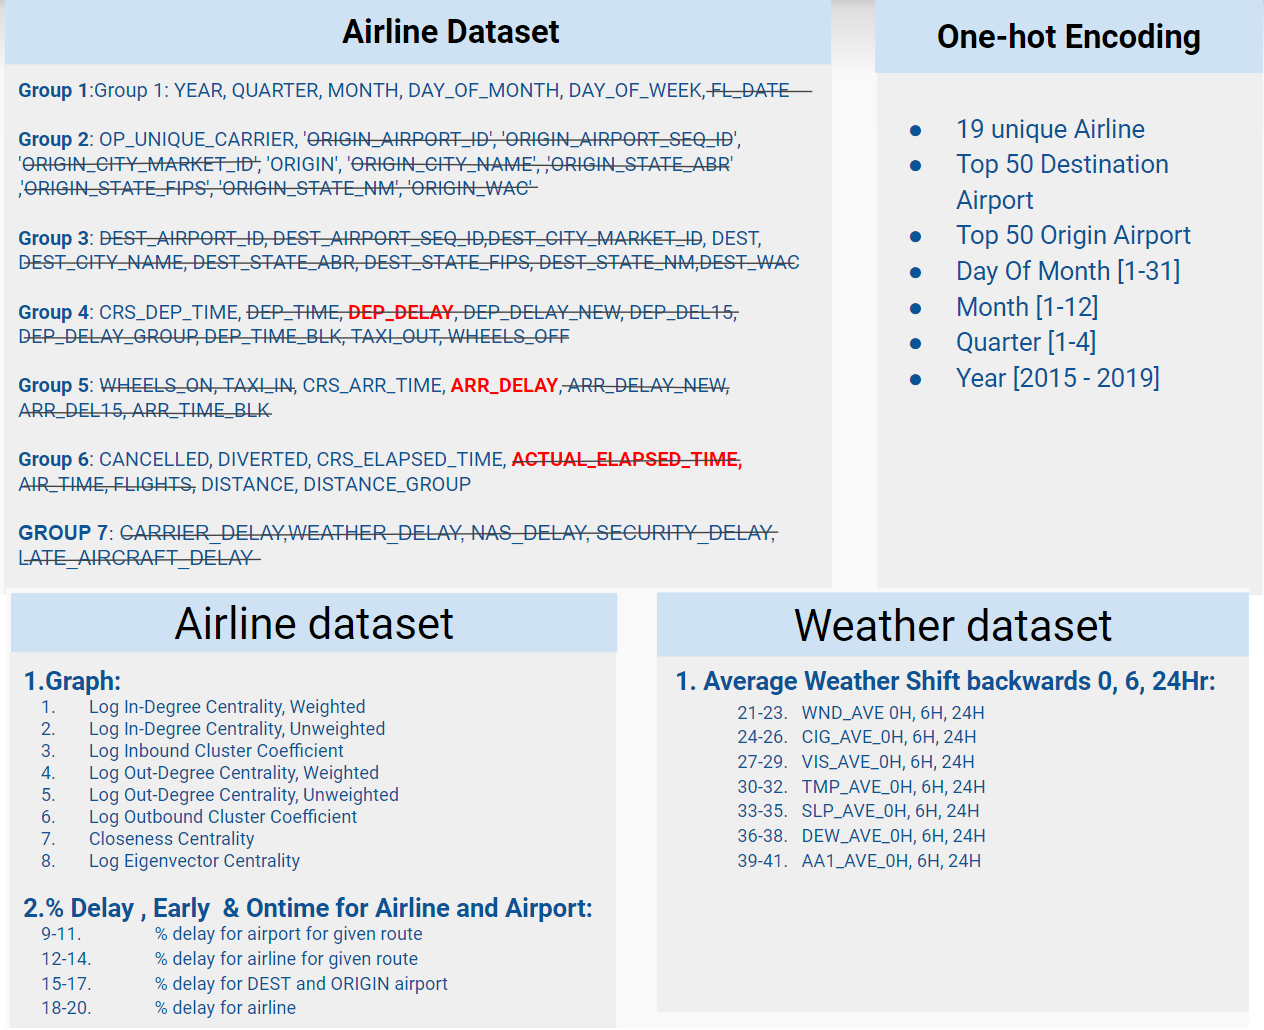 Airline Dataset
Group 1:Group 1: YEAR, QUARTER, MONTH, DAY_OF_MONTH, DAY_OF_WEEK, FL_DATE
Group 2: OP_UNIQUE_CARRIER, 'ORIGIN_AIRPORT_ID', 'ORIGIN_AIRPORT_SEQ_ID',
'ORIGIN_CITY_MARKET_ID', 'ORIGIN', 'ORIGIN_CITY_NAME', ,'ORIGIN_STATE_ABR'
,'ORIGIN_STATE_FIPS', 'ORIGIN_STATE_NM', 'ORIGIN_WAC'
Group 3: DEST_AIRPORT_ID, DEST_AIRPORT_SEQ_ID,DEST_CITY_MARKET_ID, DEST,
DEST_CITY_NAME, DEST_STATE_ABR, DEST_STATE_FIPS, DEST_STATE_NM,DEST_WAC
Group 4: CRS_DEP_TIME, DEP_TIME, DEP_DELAY, DEP_DELAY_NEW, DEP_DEL15,
DEP_DELAY_GROUP, DEP_TIME_BLK, TAXI_OUT, WHEELS_OFF
Group 5: WHEELS_ON, TAXI_IN, CRS_ARR_TIME, ARR_DELAY, ARR_DELAY_NEW,
ARR_DEL15, ARR_TIME_BLK
Group 6: CANCELLED, DIVERTED, CRS_ELAPSED_TIME, ACTUAL_ELAPSED_TIME,
AIR_TIME, FLIGHTS, DISTANCE, DISTANCE_GROUP
GROUP 7: CARRIER_DELAY,WEATHER_DELAY, NAS_DELAY, SECURITY_DELAY,
LATE_AIRCRAFT_DELAY
One-hot Encoding
● 19 unique Airline
● Top 50 Destination
Airport
● Top 50 Origin Airport
● Day Of Month [1-31]
● Month [1-12]
● Quarter [1-4]
● Year [2015 - 2019]
Airline dataset
1.Graph:
1. Log In-Degree Centrality, Weighted
2. Log In-Degree Centrality, Unweighted
3. Log Inbound Cluster Coefficient
4. Log Out-Degree Centrality, Weighted
5. Log Out-Degree Centrality, Unweighted
6. Log Outbound Cluster Coefficient
7. Closeness Centrality
8. Log Eigenvector Centrality
2.% Delay , Early & Ontime for Airline and Airport:
9-11. % delay for airport for given route
12-14. % delay for airline for given route
15-17. % delay for DEST and ORIGIN airport
18-20. % delay for airline
Weather dataset
1. Average Weather Shift backwards 0, 6, 24Hr:
21-23. WND_AVE 0H, 6H, 24H
24-26. CIG_AVE_0H, 6H, 24H
27-29. VIS_AVE_0H, 6H, 24H
30-32. TMP_AVE_0H, 6H, 24H
33-35. SLP_AVE_0H, 6H, 24H
36-38. DEW_AVE_0H, 6H, 24H
39-41. AA1_AVE_0H, 6H, 24H